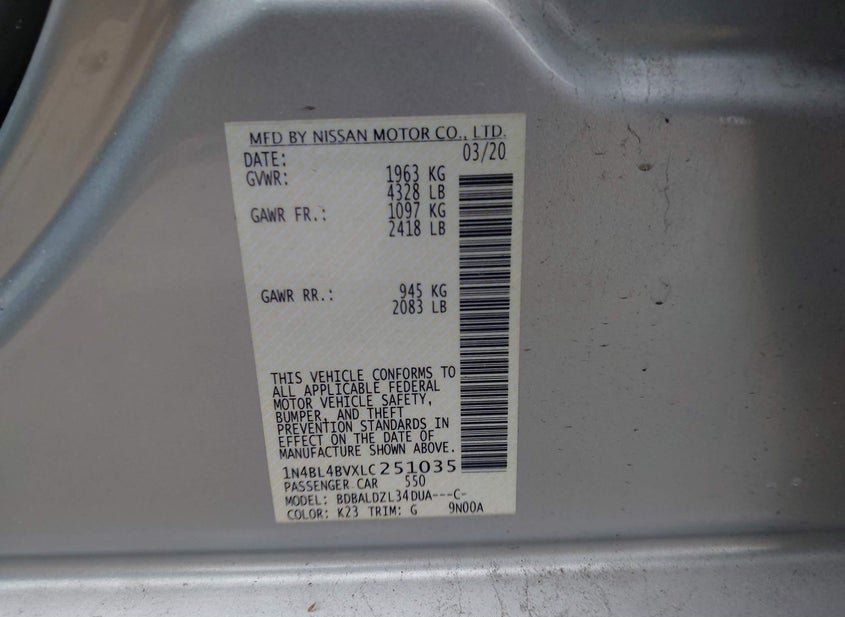 MFD BY NISSAN MOTOR CO., LTD.
DATE: 03/20
GVWR: 1963 KG
4328 LB
GAWR FR.: 1097 KG
2418 LB
GAWR RR.: 945 KG
2083 LB
THIS VEHICLE CONFORMS TO
ALL APPLICABLE FEDERAL
MOTOR VEHICLE SAFETY,
BUMPER, AND THEFT
PREVENTION STANDARDS IN
EFFECT ON THE DATE OF
MANUFACTURE SHOWN ABOVE.
1N4BL4BVXLC251035
PASSENGER CAR 550
MODEL: BDBALDZL34DUA---C-
COLOR: K23 TRIM: G 9N00A